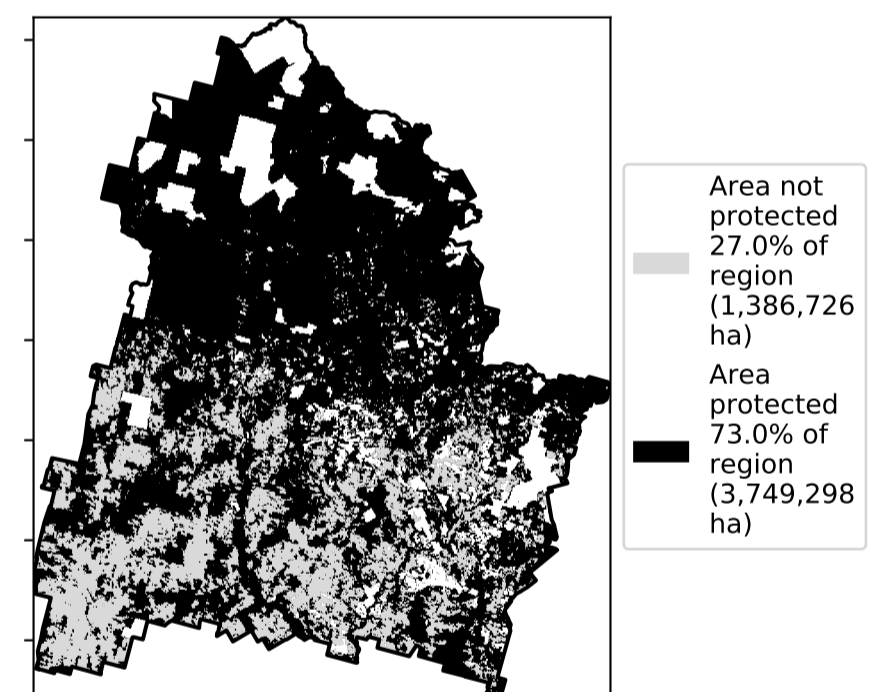 Area not
protected
27.0% of
region
(1,386,726
ha)
Area
protected
73.0% of
region
(3,749,298
ha)